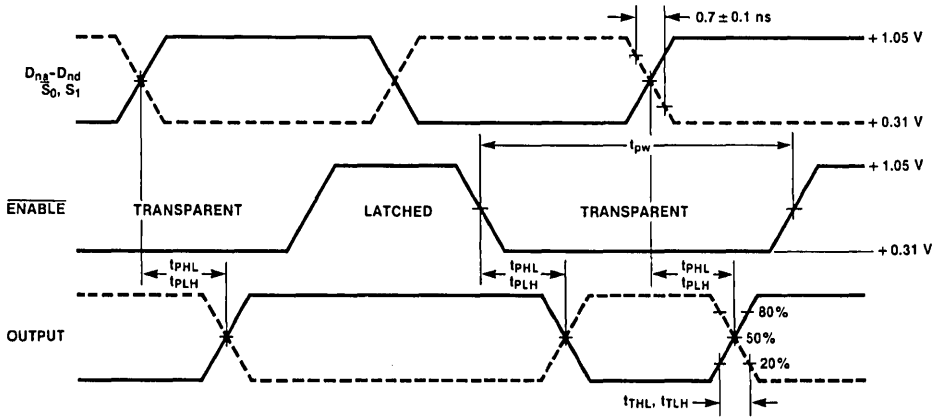 0.7 ± 0.1 ns
+ 1.05 V
Dna–Dnd
S0, S1
+ 0.31 V
tpw
+ 1.05 V
ENABLE
TRANSPARENT
LATCHED
TRANSPARENT
+ 0.31 V
tPHL
tPLH
tPHL
tPLH
tPHL
tPLH
80%
OUTPUT
50%
20%
tTHL, tTLH